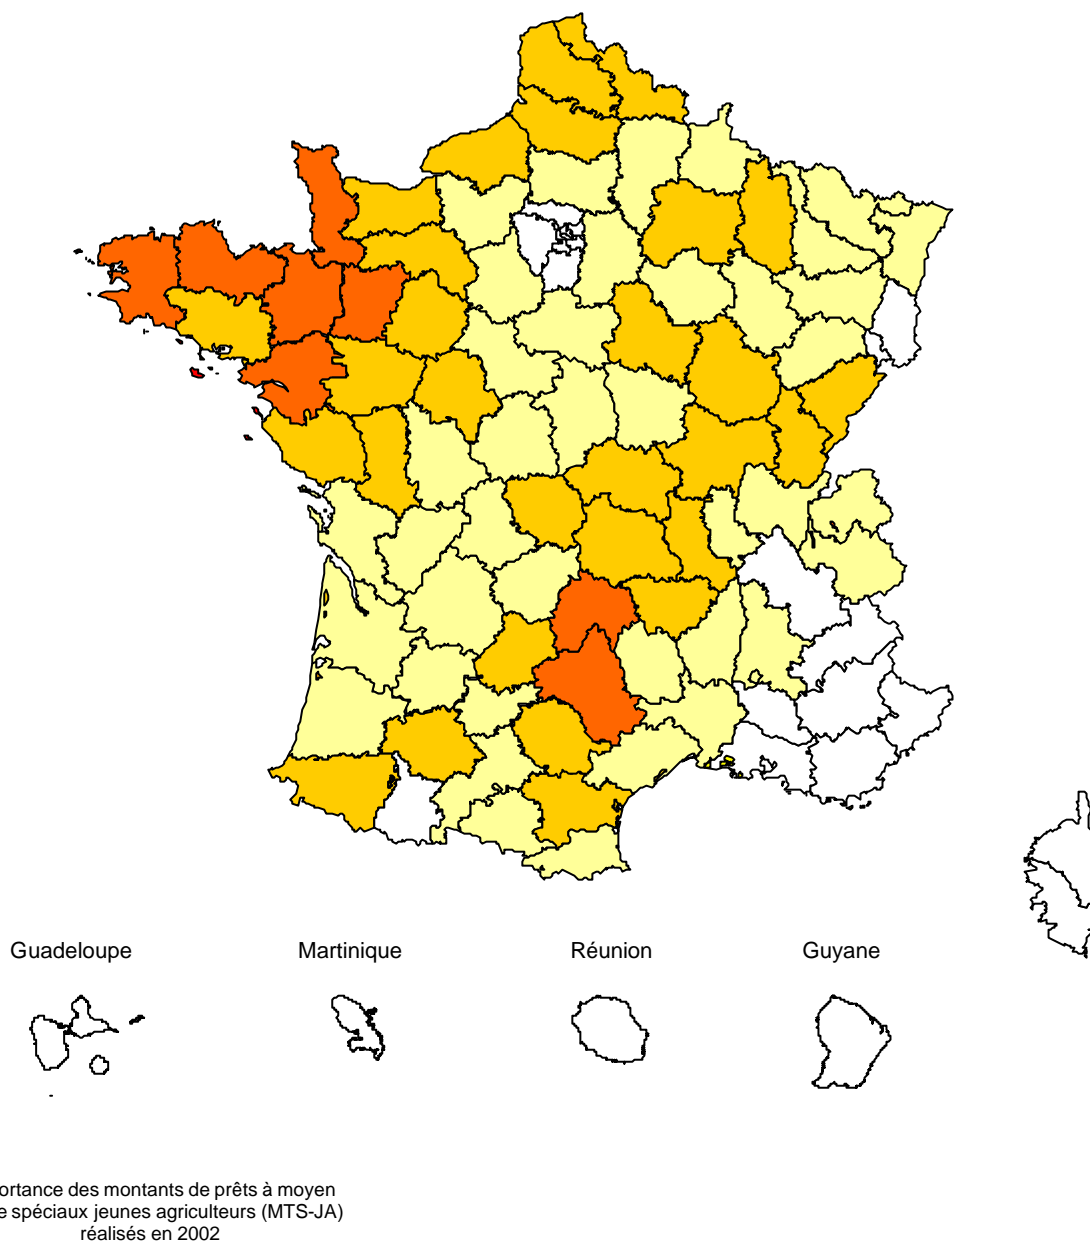 Guadeloupe Martinique Réunion Guyane
ortance des montants de prêts à moyen
e spéciaux jeunes agriculteurs (MTS-JA)
réalisés en 2002